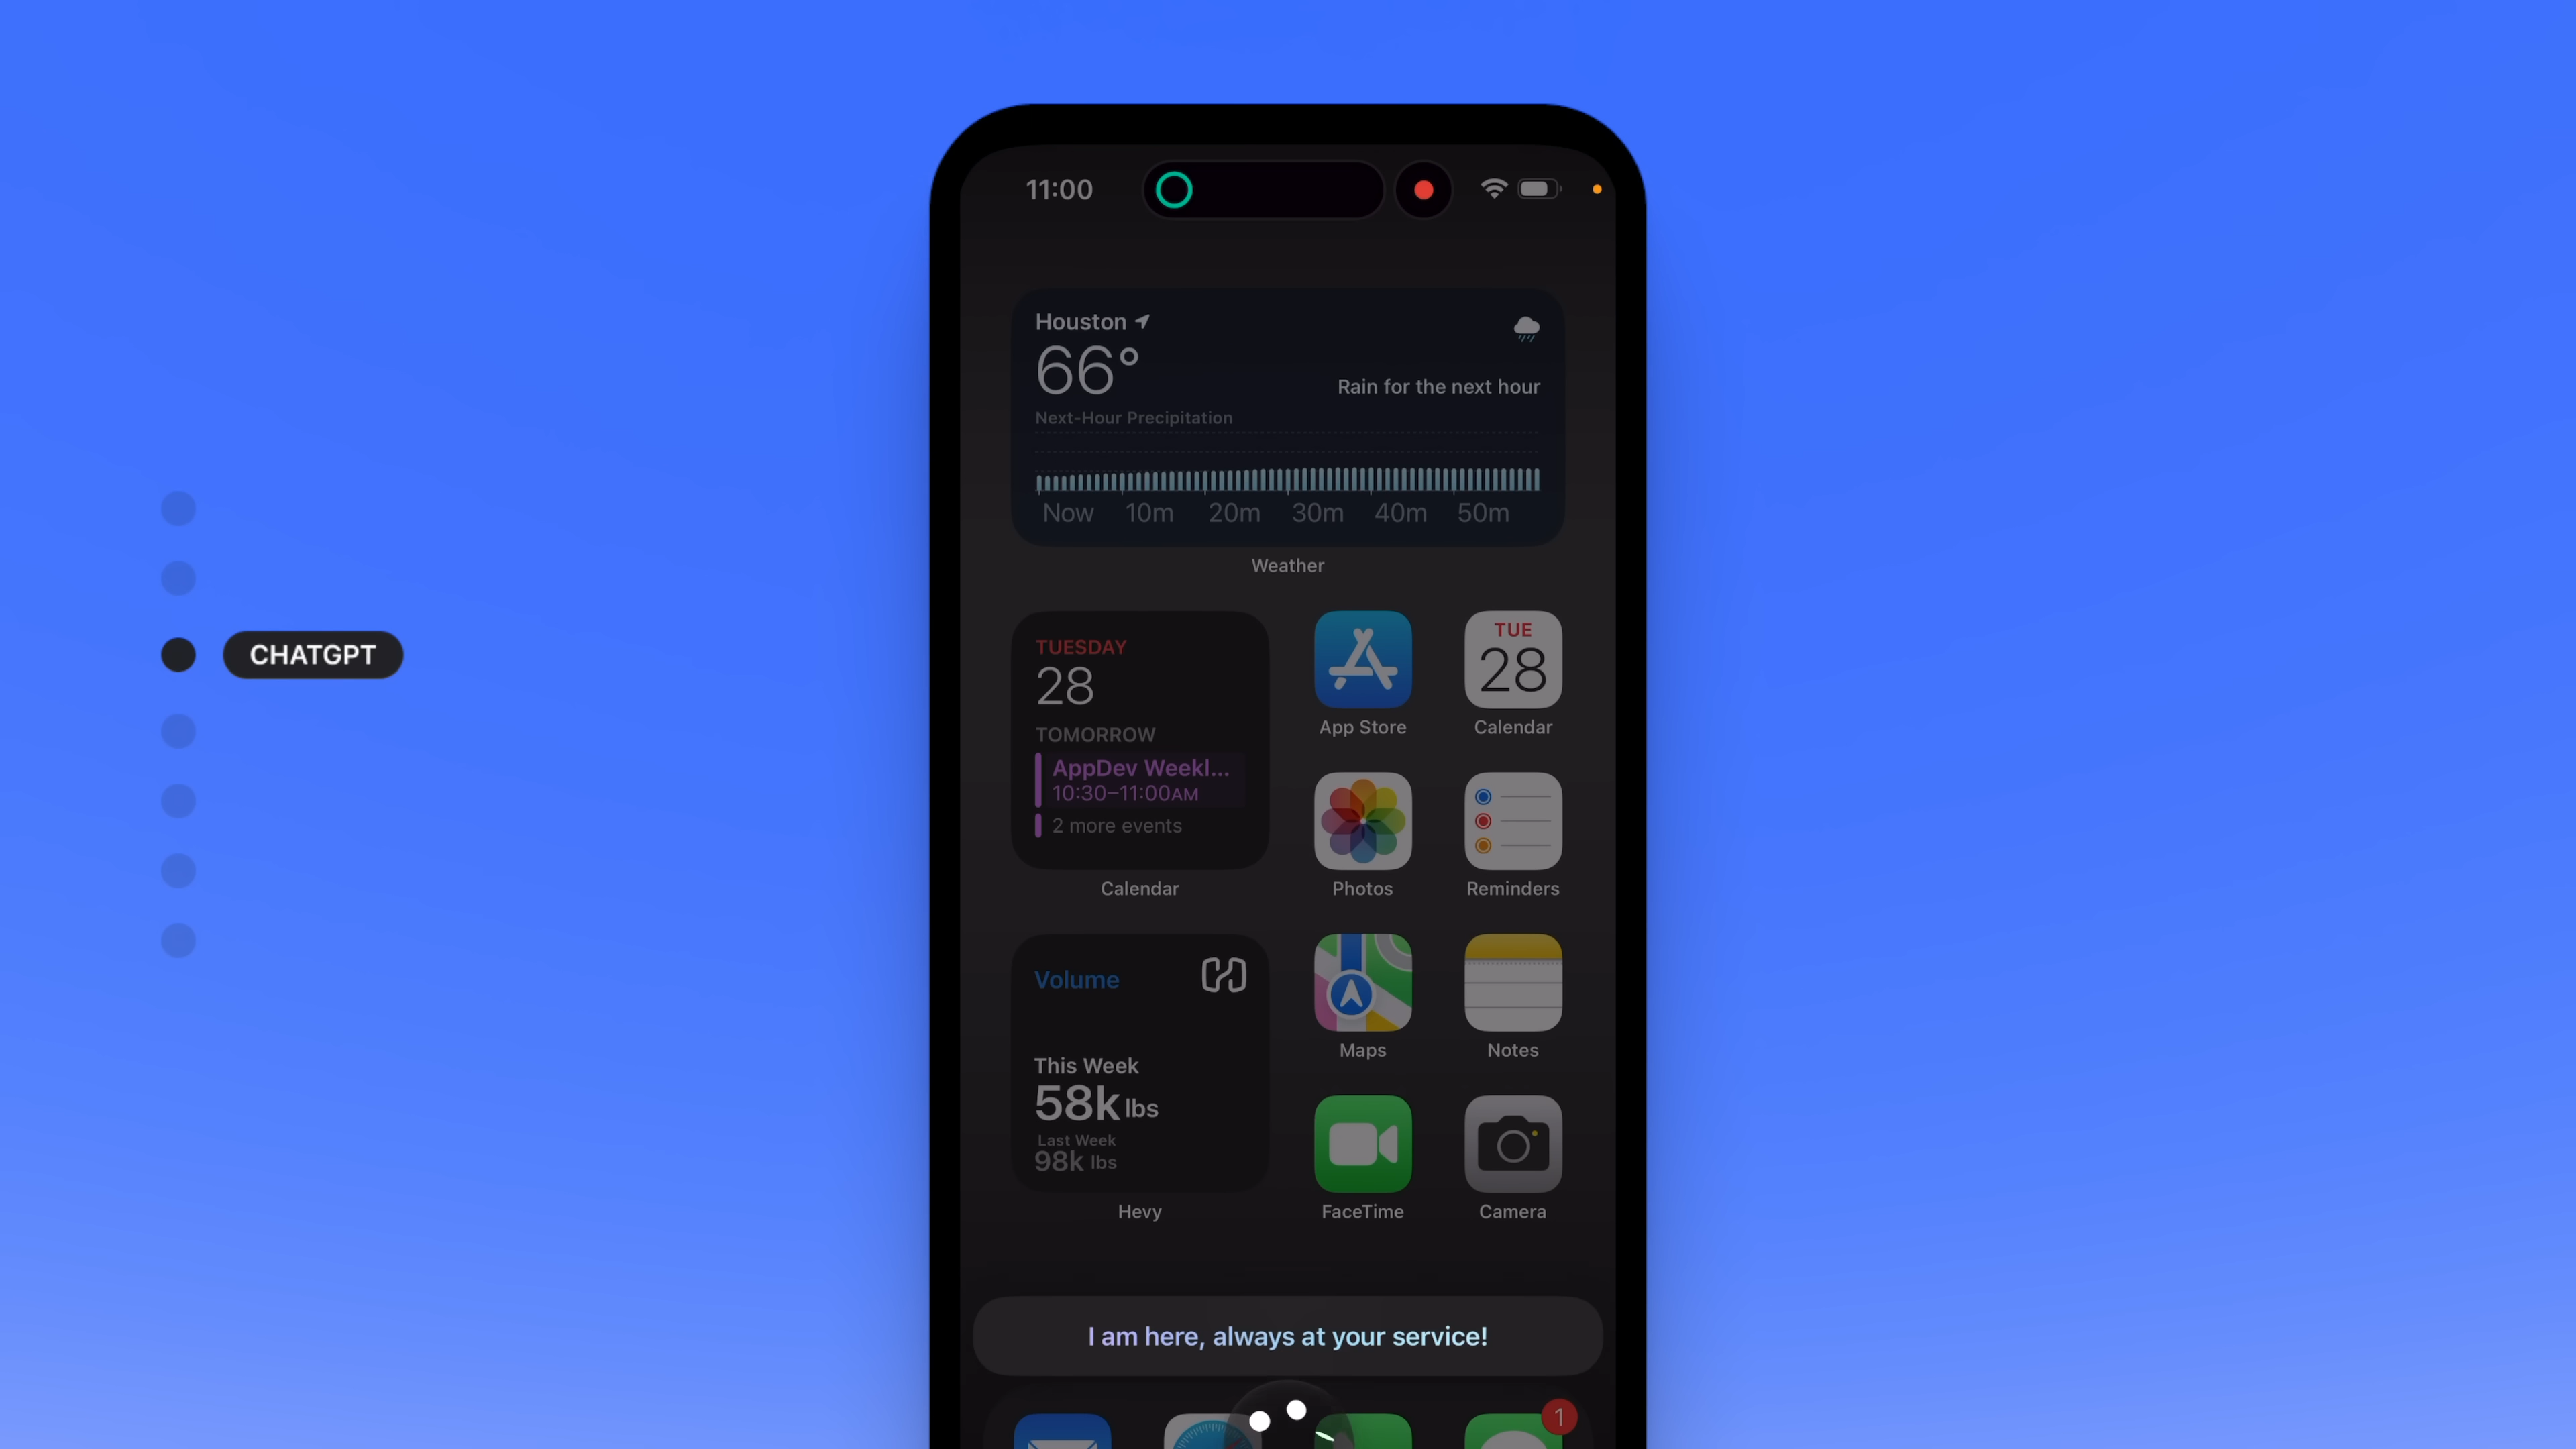 11:00
Houston
66°
Rain for the next hour
Next-Hour Precipitation
Now 10m 20m 30m 40m 50m
Weather
CHATGPT
TUESDAY
28
TOMORROW
AppDev Weekl...
10:30–11:00AM
2 more events
Calendar
App Store
TUE
28
Calendar
Photos
Reminders
Volume
This Week
58k lbs
Last Week
98k lbs
Hevy
Maps
Notes
FaceTime
Camera
I am here, always at your service!
1